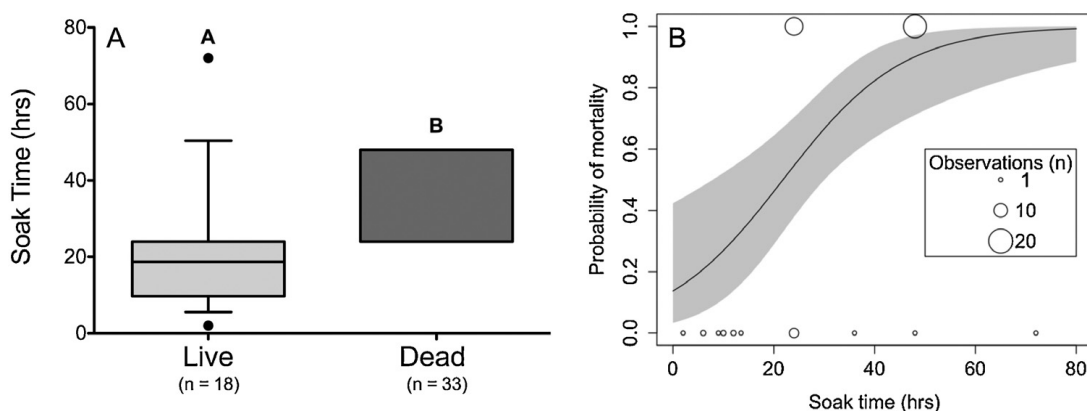 A
A
B
Soak Time (hrs)
80
60
40
20
0
Live
Dead
(n = 18)
(n = 33)
B
Probability of mortality
1.0
0.8
0.6
0.4
0.2
0.0
Observations (n)
1
10
20
0
20
40
60
80
Soak time (hrs)